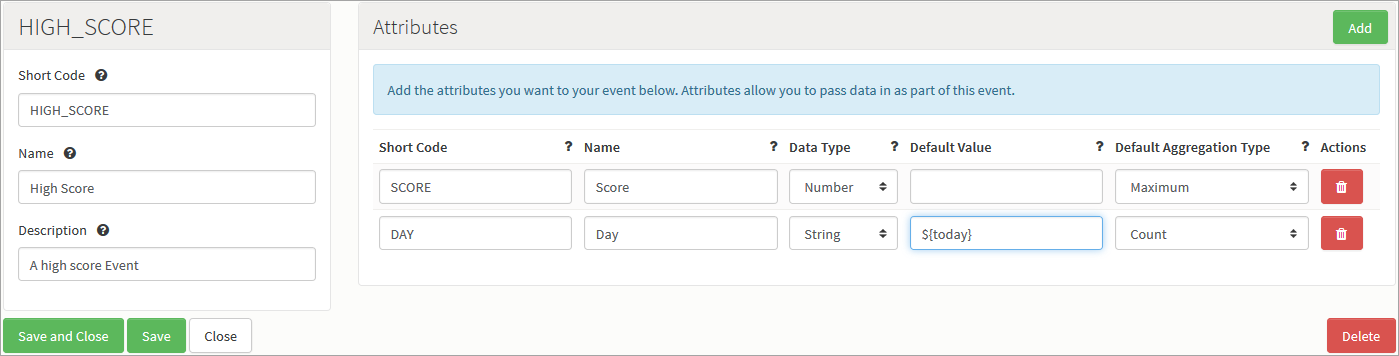 HIGH_SCORE
Short Code ?
HIGH_SCORE
Name ?
High Score
Description ?
A high score Event
Attributes
Add
Add the attributes you want to your event below. Attributes allow you to pass data in as part of this event.
Short Code ? Name ? Data Type ? Default Value ? Default Aggregation Type ? Actions
SCORE Score Number Maximum
DAY Day String ${today} Count
Save and Close Save Close Delete